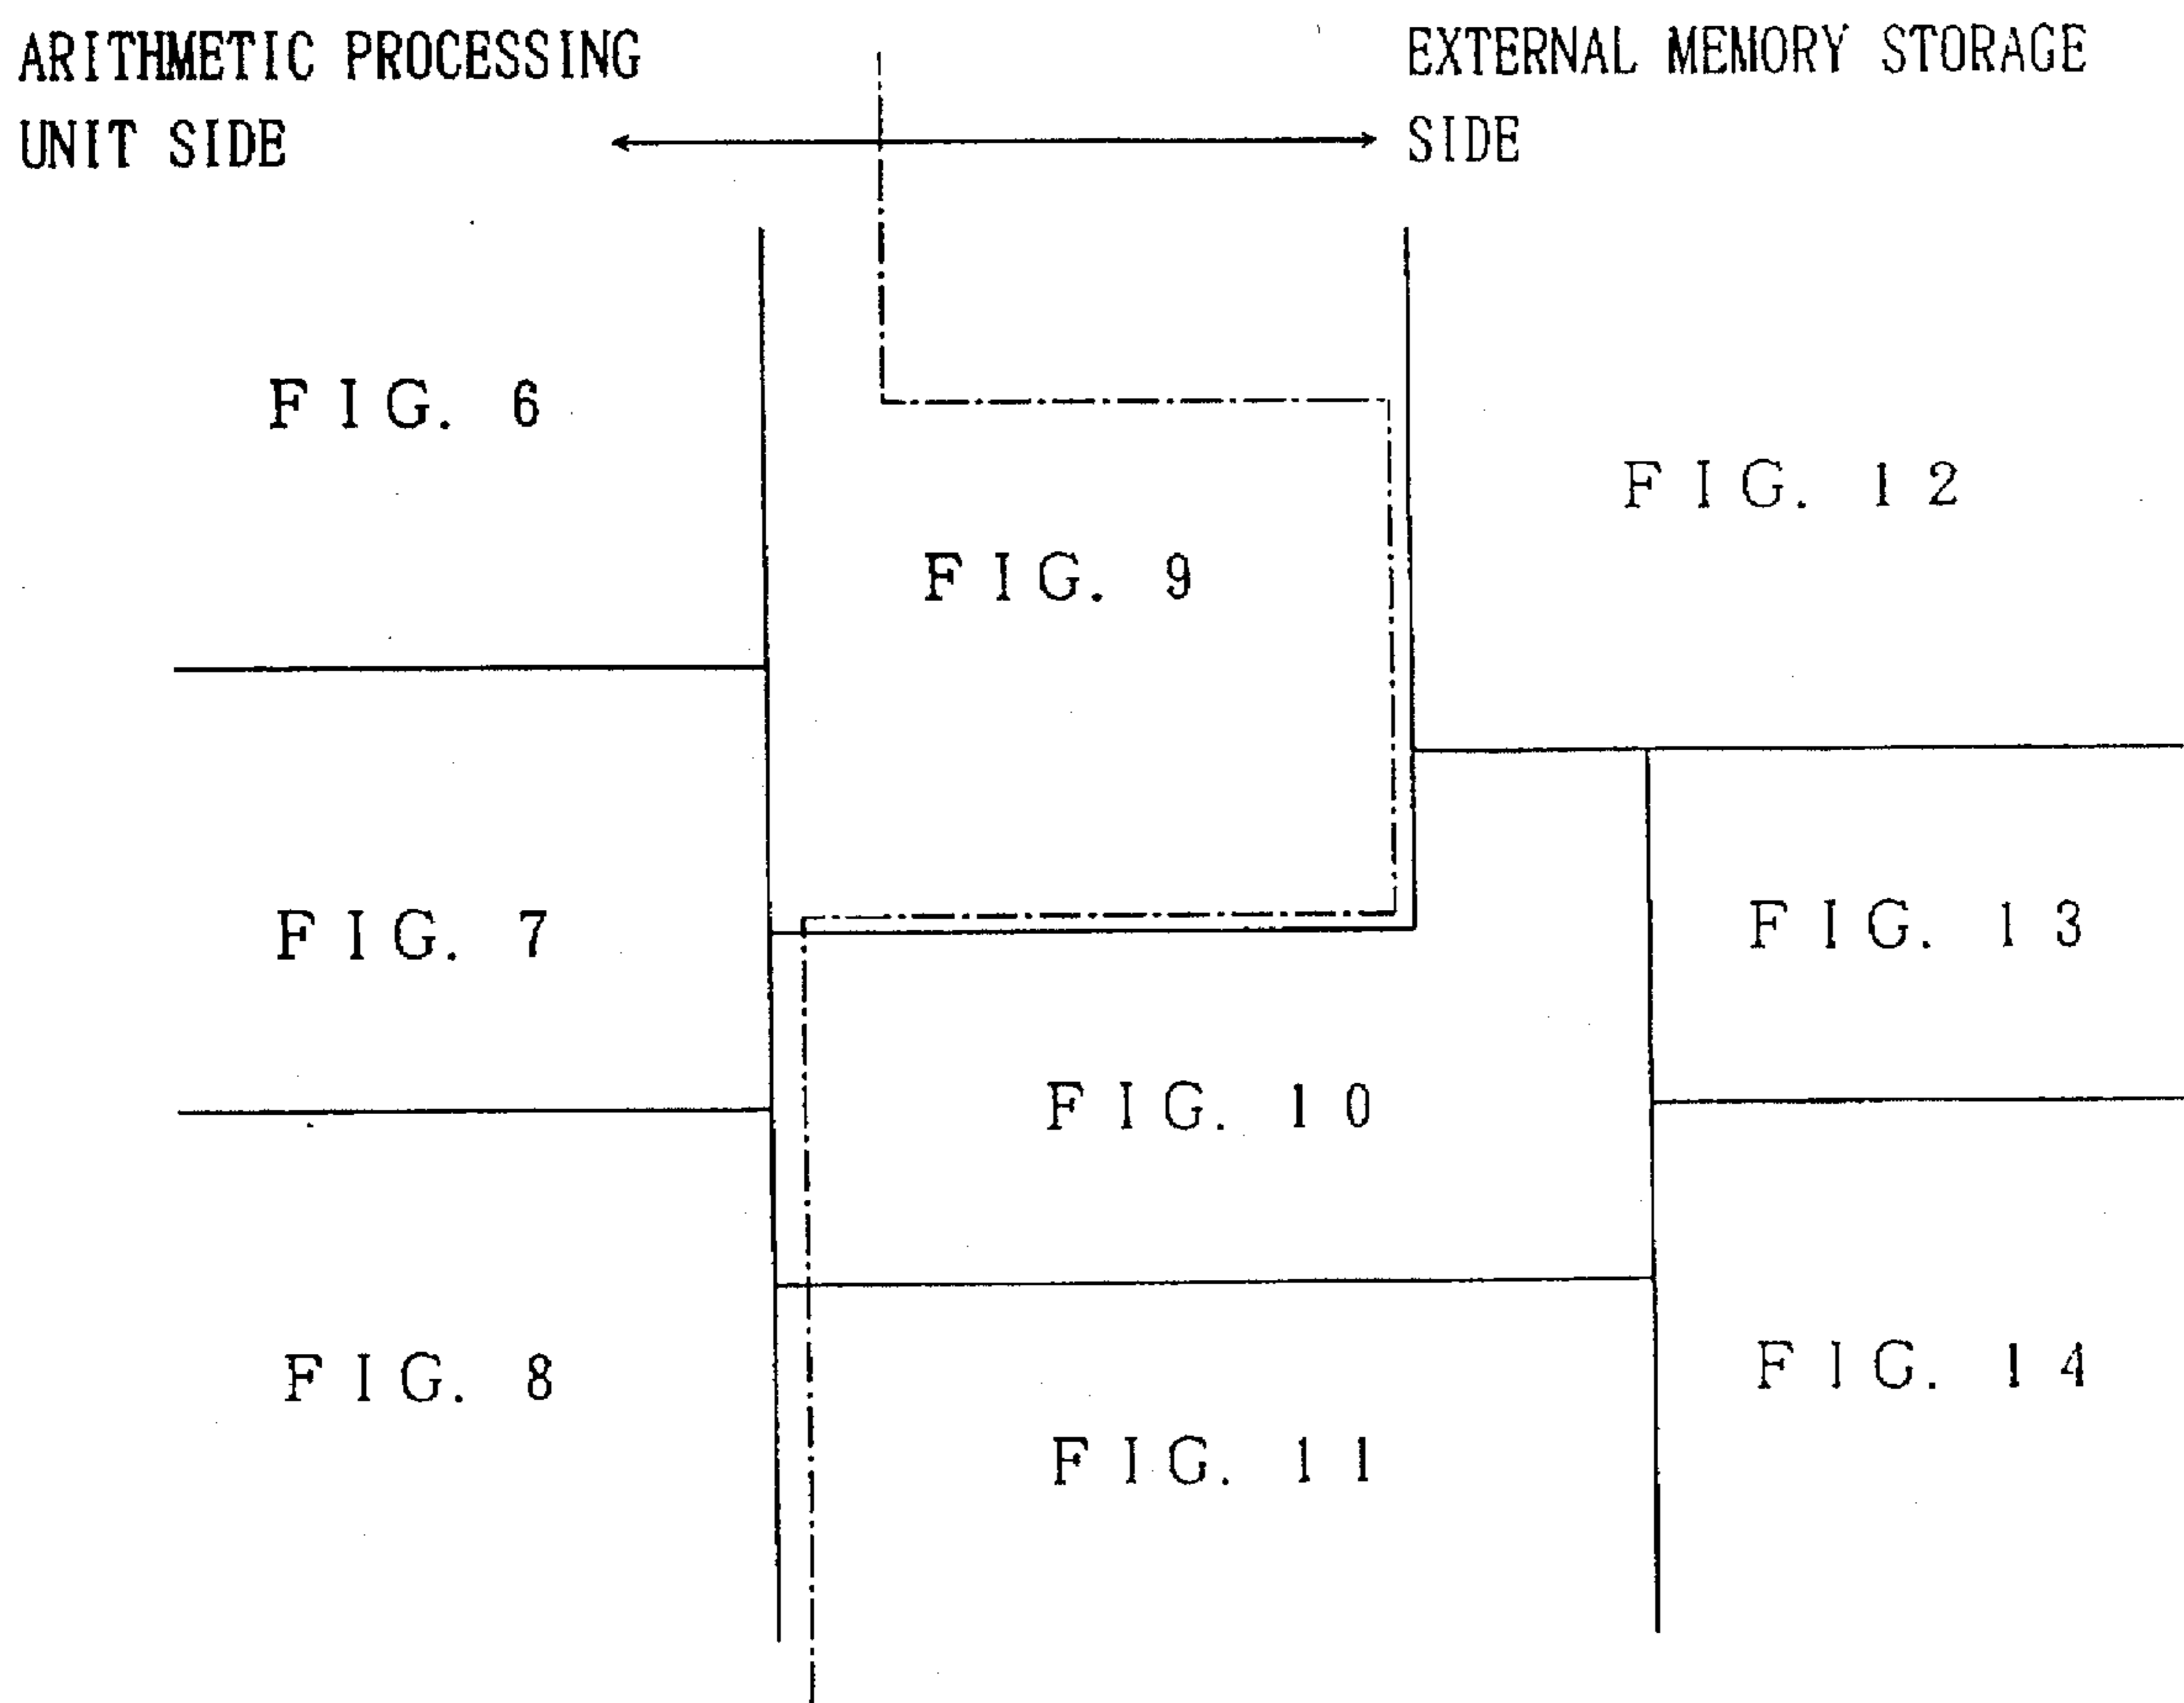 ARITHMETIC PROCESSING
UNIT SIDE
EXTERNAL MEMORY STORAGE
SIDE
FIG. 6
FIG. 12
FIG. 9
FIG. 7
FIG. 13
FIG. 10
FIG. 8
FIG. 14
FIG. 11